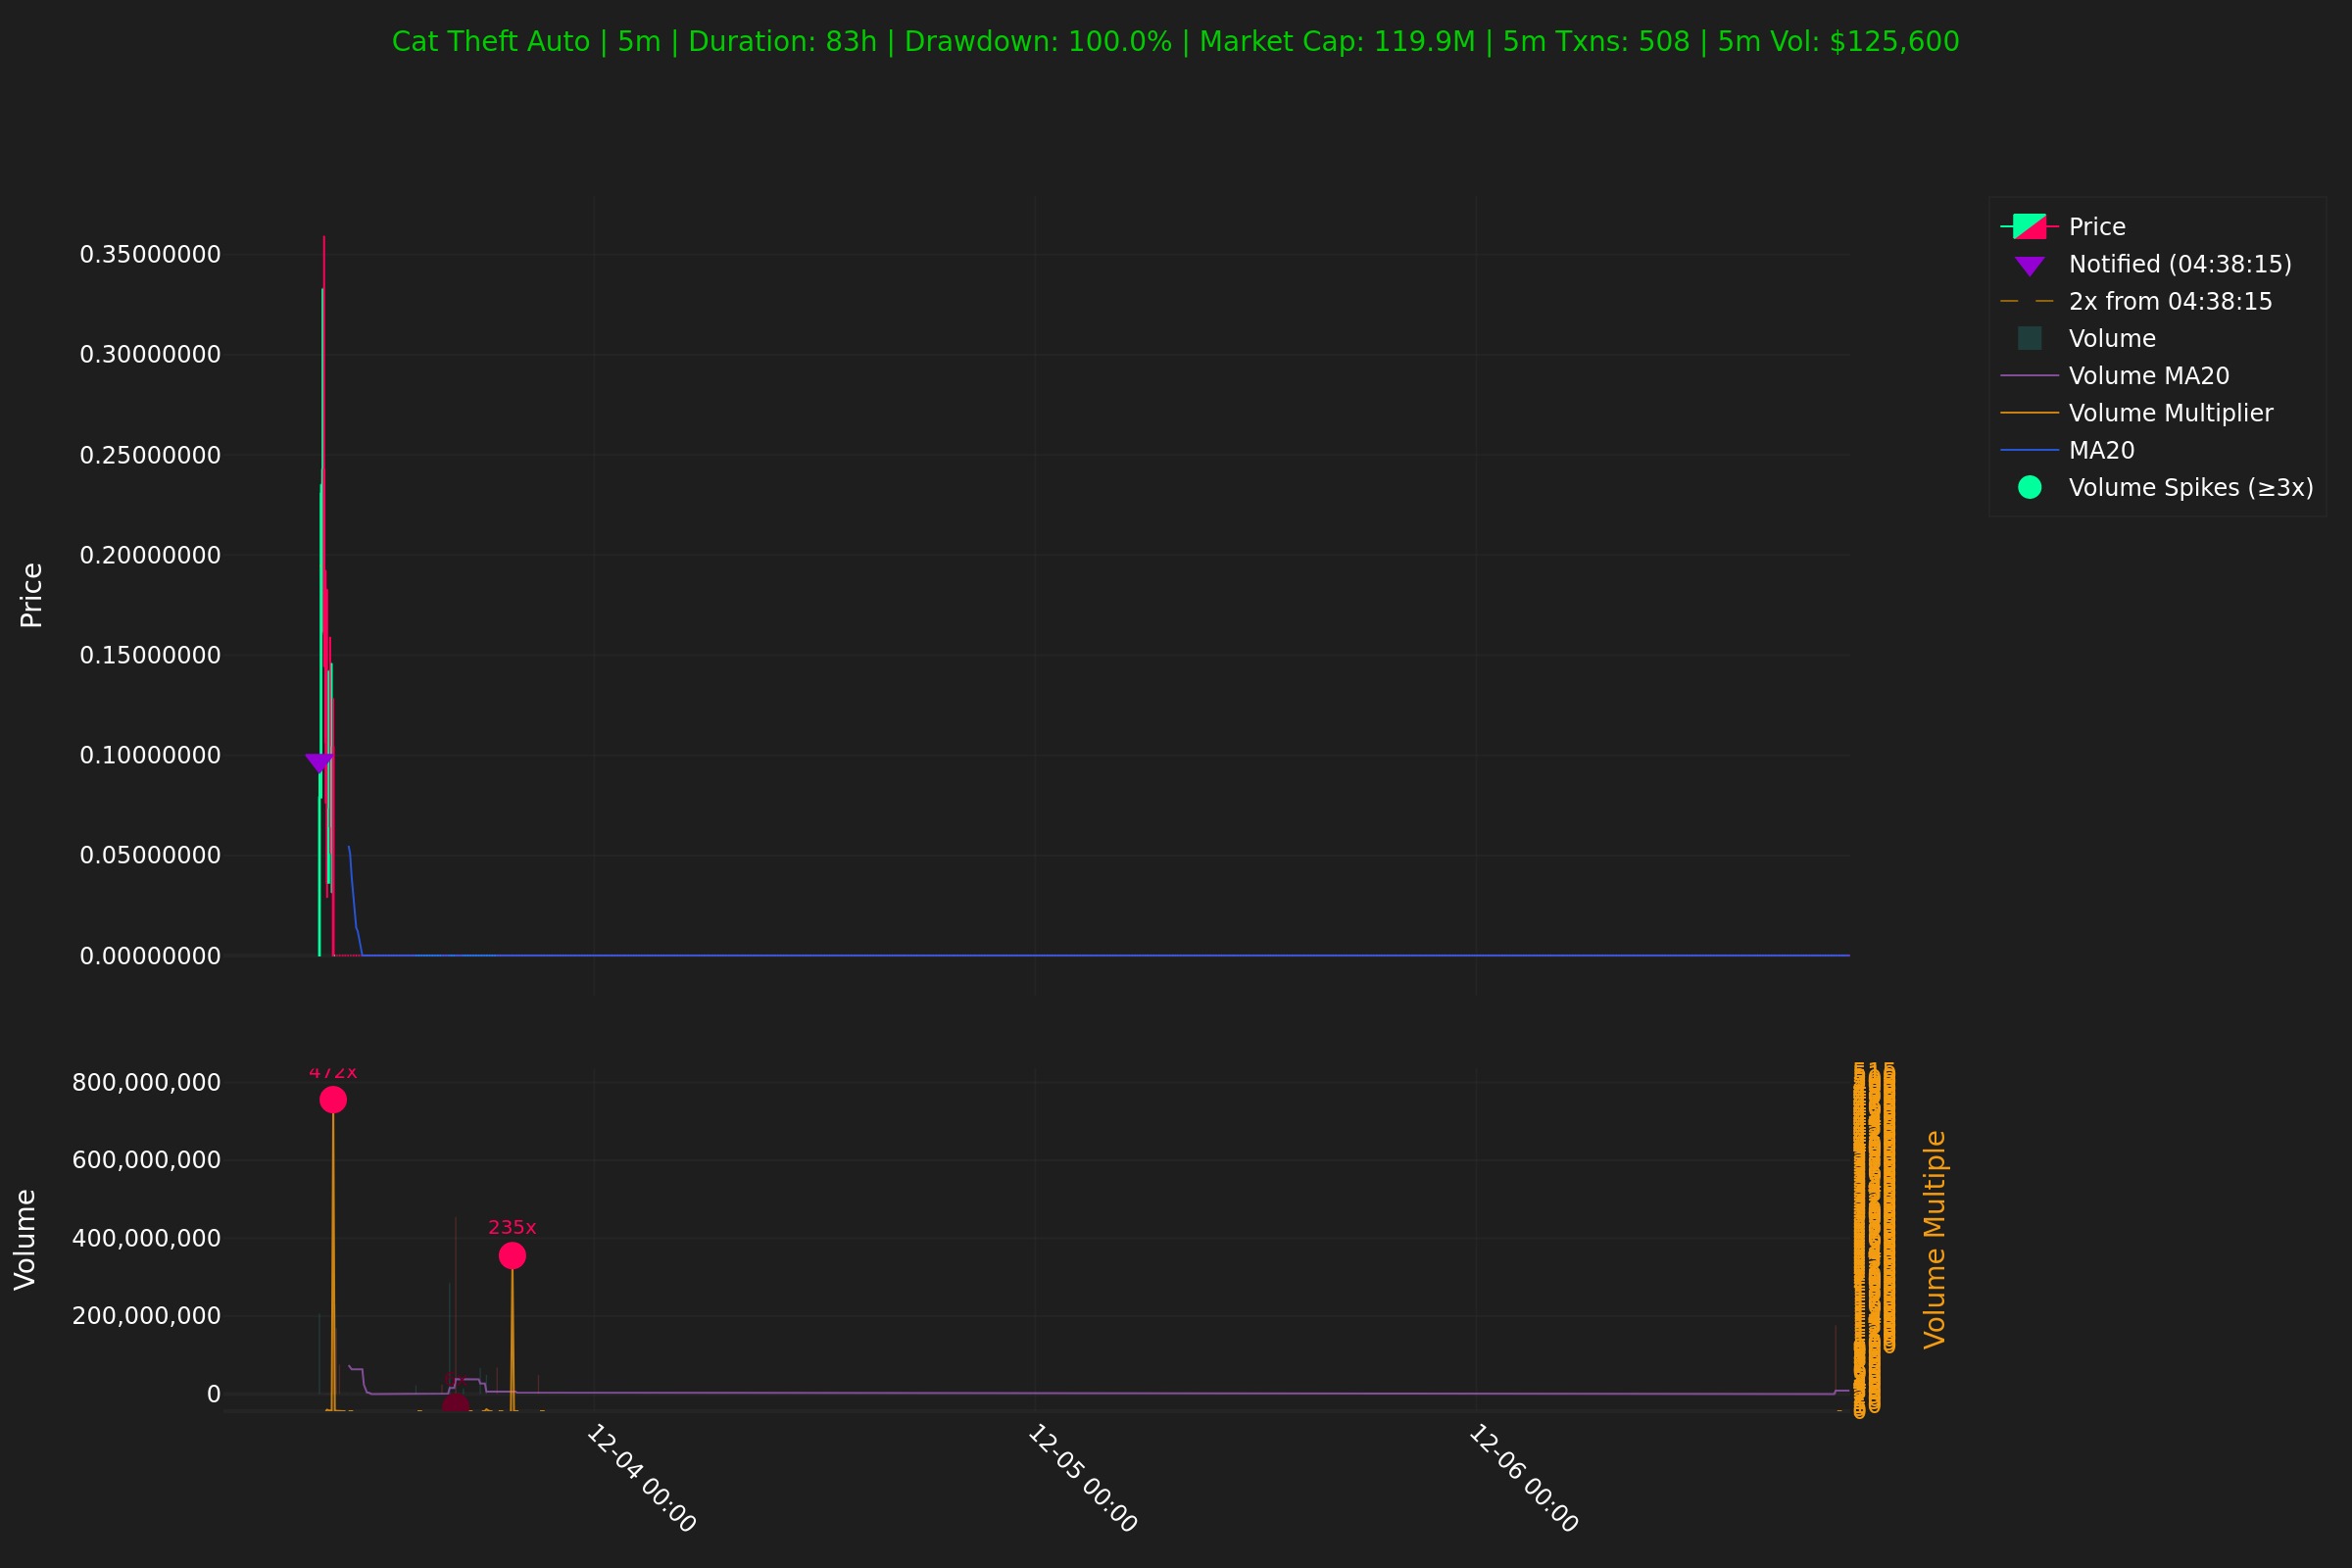 Cat Theft Auto | 5m | Duration: 83h | Drawdown: 100.0% | Market Cap: 119.9M | 5m Txns: 508 | 5m Vol: $125,600
Price
0.35000000
0.30000000
0.25000000
0.20000000
0.15000000
0.10000000
0.05000000
0.00000000
Price
Notified (04:38:15)
2x from 04:38:15
Volume
Volume MA20
Volume Multiplier
MA20
Volume Spikes (≥3x)
Volume
800,000,000
600,000,000
400,000,000
200,000,000
0
472x
235x
Volume Multiple
12-04 00:00
12-05 00:00
12-06 00:00